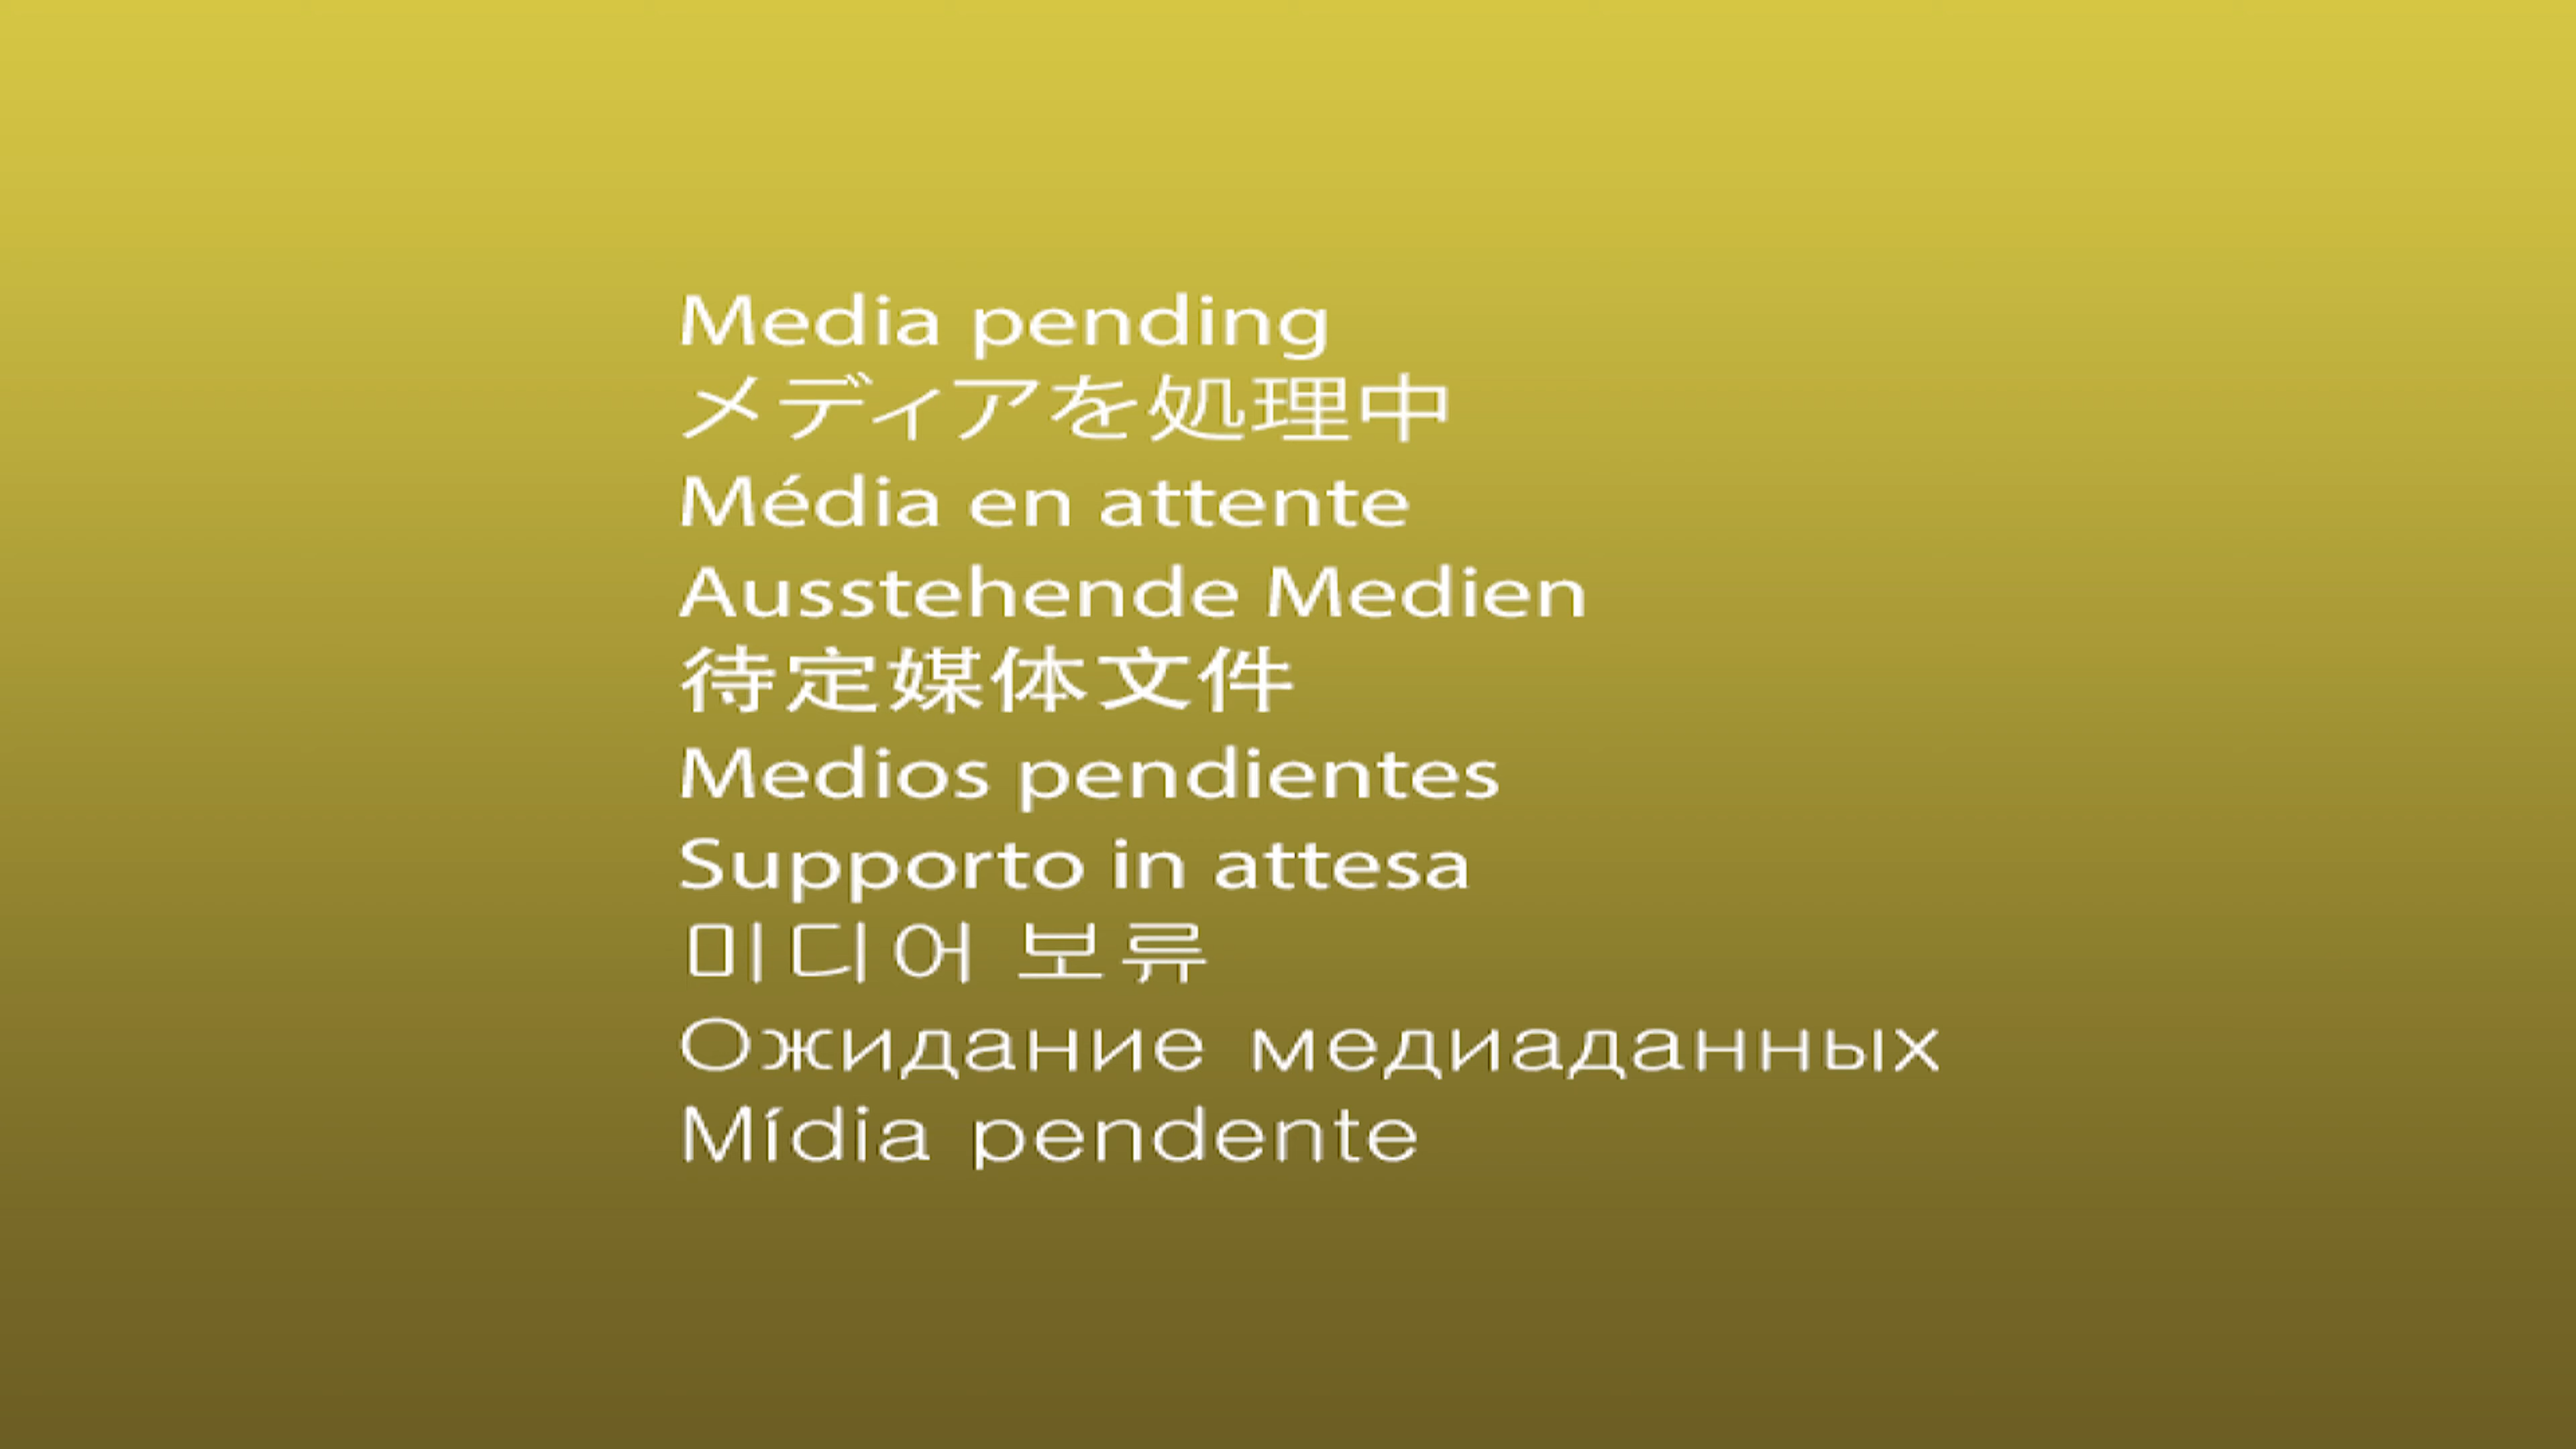 Media pending
メディアを処理中
Média en attente
Ausstehende Medien
待定媒体文件
Medios pendientes
Supporto in attesa
미디어 보류
Ожидание медиаданных
Mídia pendente